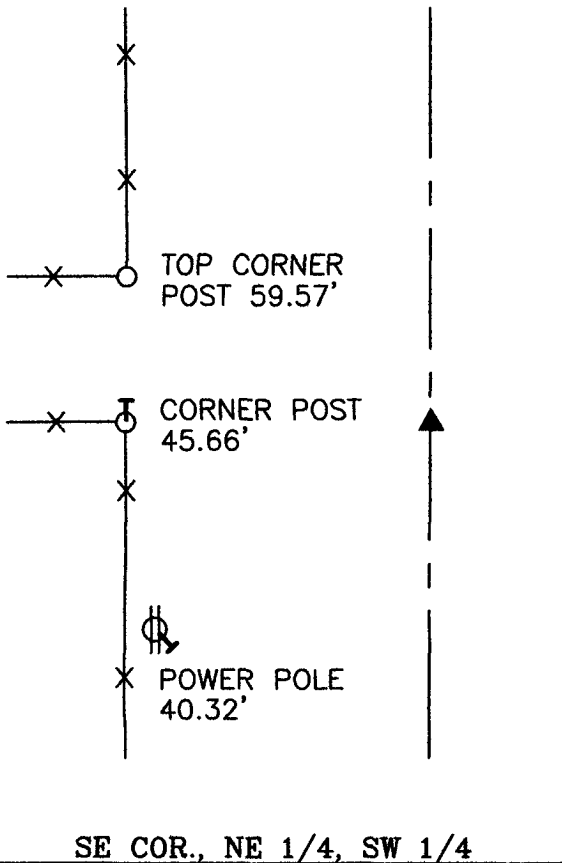 TOP CORNER
POST 59.57'
CORNER POST
45.66'
POWER POLE
40.32'
SE COR., NE 1/4, SW 1/4